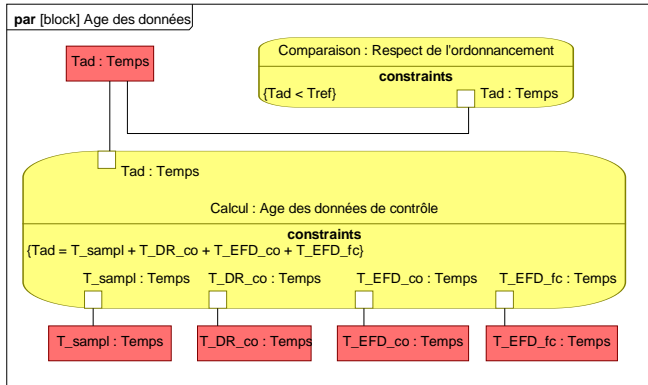 par [block] Age des données
Tad : Temps
Comparaison : Respect de l'ordonnancement
constraints
{Tad < Tref}
Tad : Temps
Tad : Temps
Calcul : Age des données de contrôle
constraints
{Tad = T_sampl + T_DR_co + T_EFD_co + T_EFD_fc}
T_sampl : Temps T_DR_co : Temps T_EFD_co : Temps T_EFD_fc : Temps
T_sampl : Temps T_DR_co : Temps T_EFD_co : Temps T_EFD_fc : Temps